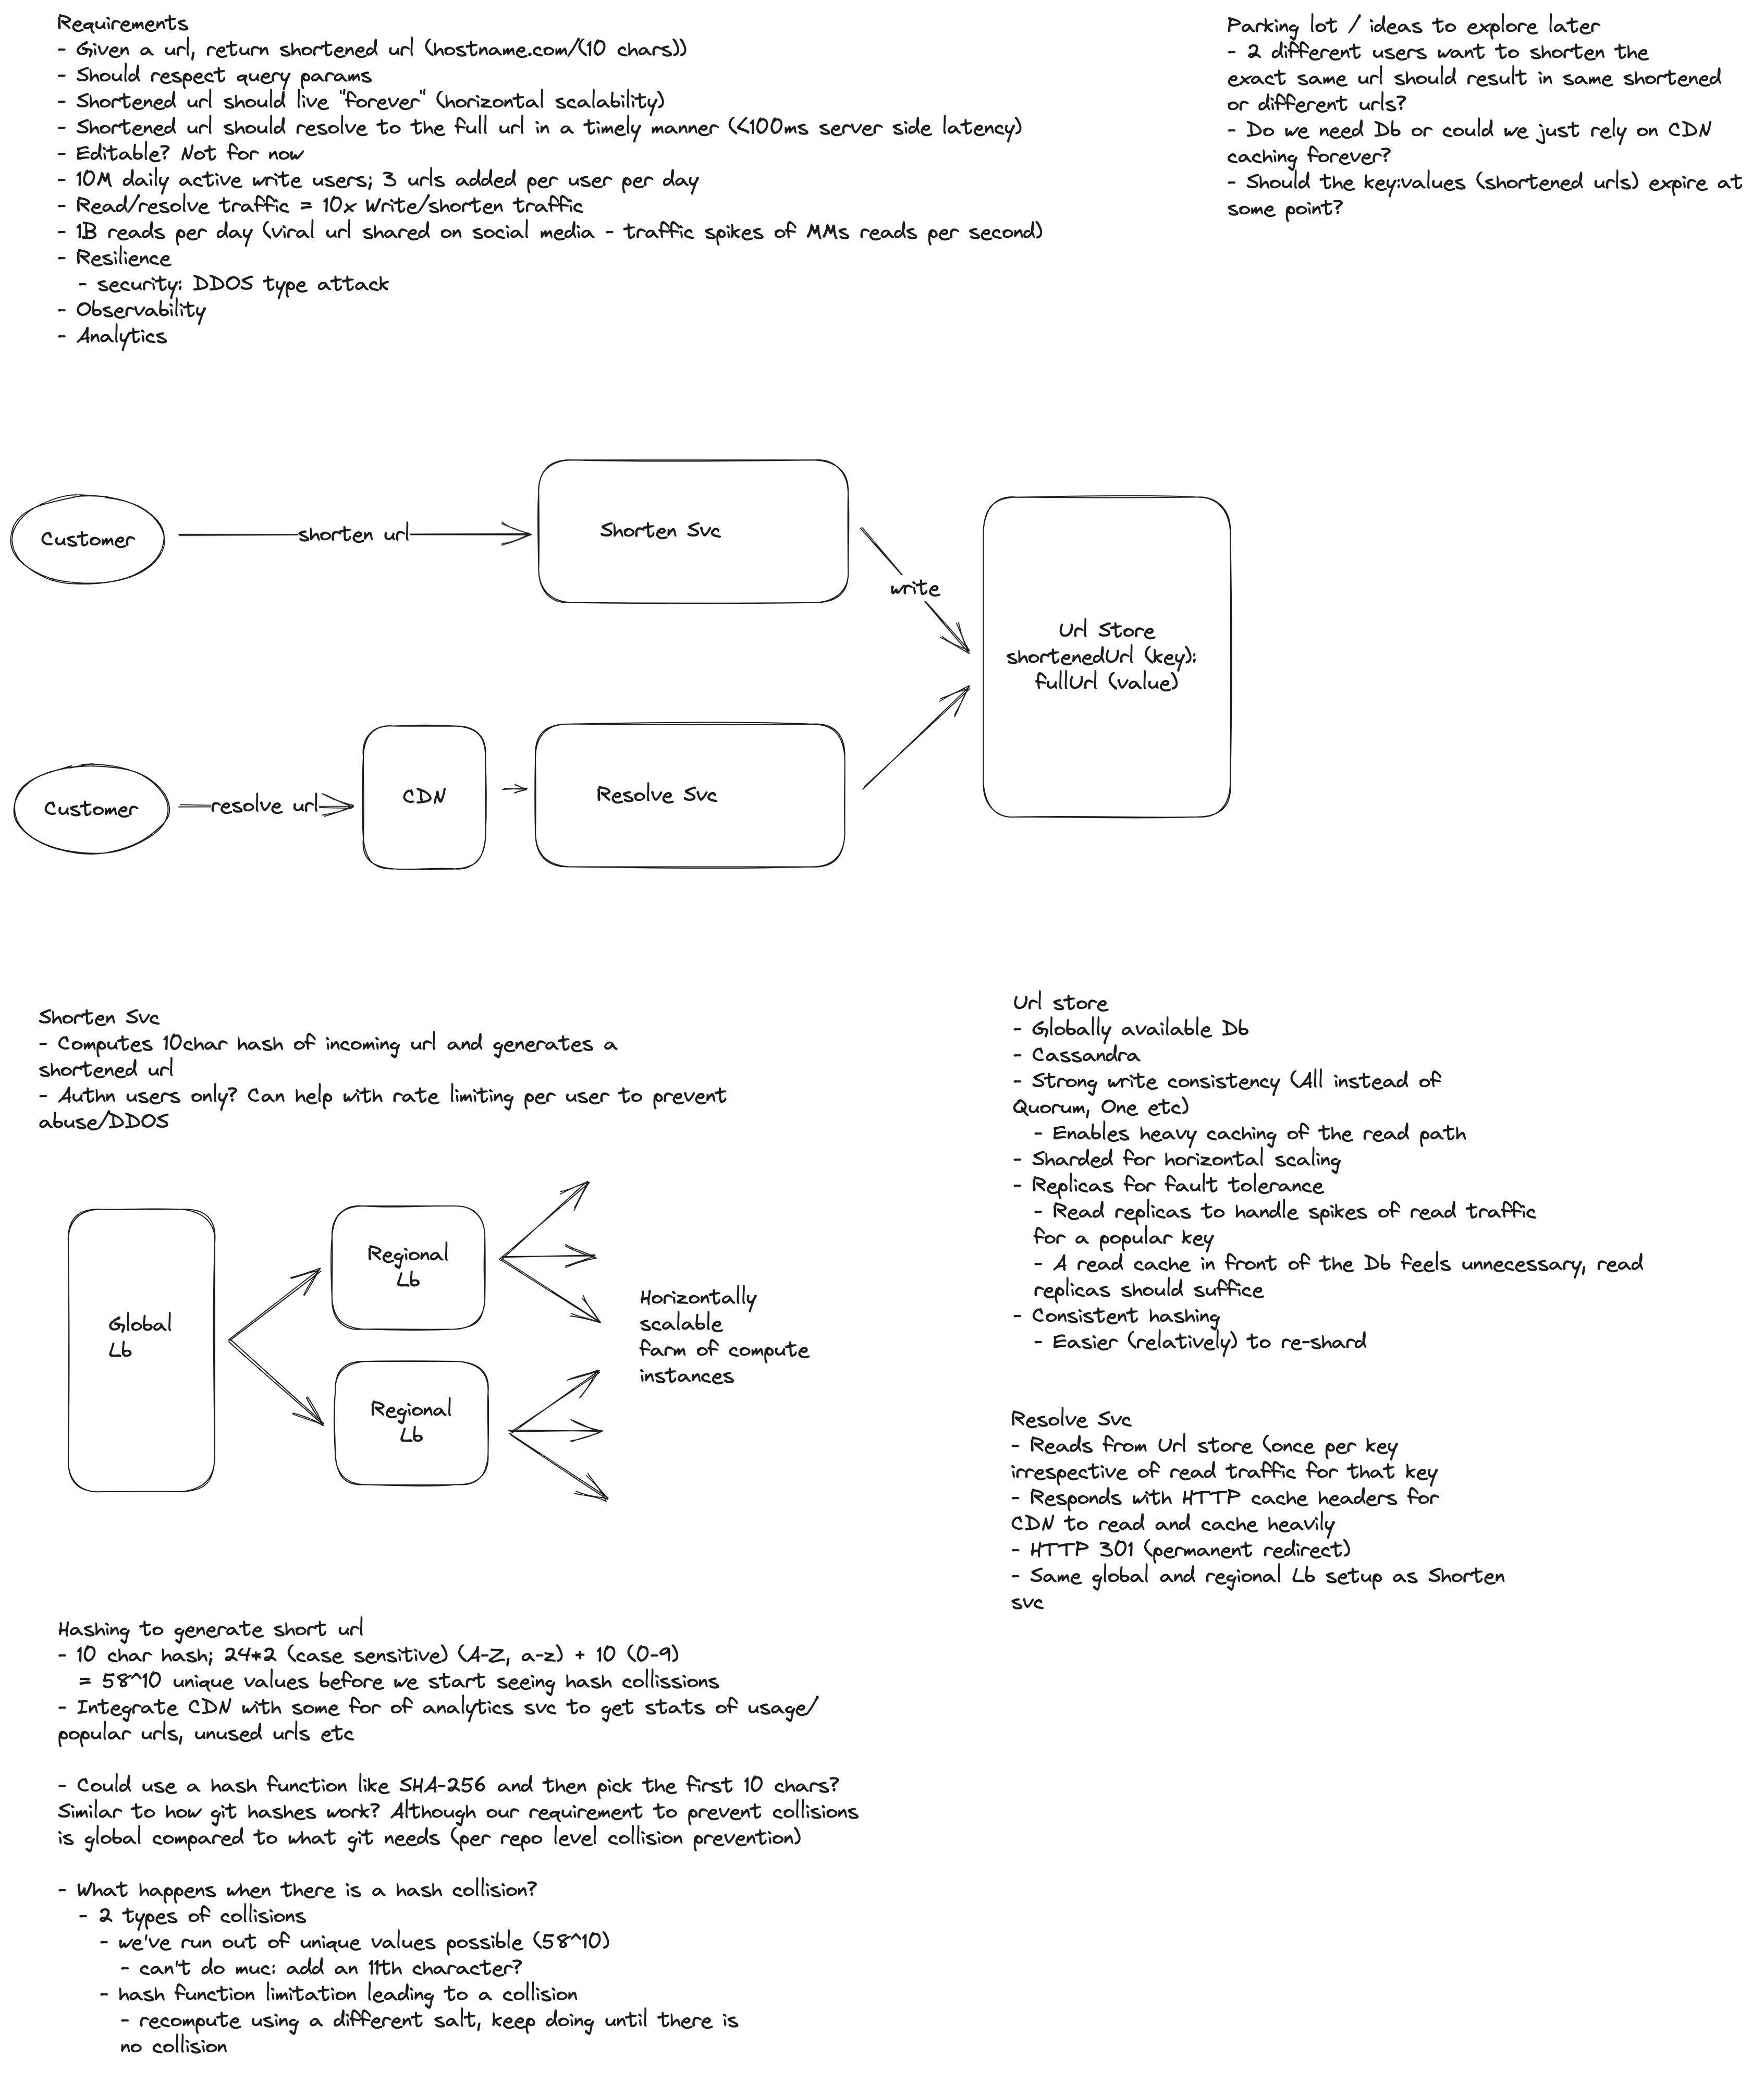 Requirements
- Given a url, return shortened url (hostname.com/(10 chars))
- Should respect query params
- Shortened url should live "forever" (horizontal scalability)
- Shortened url should resolve to the full url in a timely manner (<100ms server side latency)
- Editable? Not for now
- 10M daily active write users; 3 urls added per user per day
- Read/resolve traffic = 10x Write/shorten traffic
- 1B reads per day (viral url shared on social media - traffic spikes of MMs reads per second)
- Resilience
- security: DDOS type attack
- Observability
- Analytics
Parking lot / ideas to explore later
- 2 different users want to shorten the
exact same url should result in same shortened
or different urls?
- Do we need Db or could we just rely on CDN
caching forever?
- Should the key:values (shortened urls) expire at
some point?
Customer
shorten url
Shorten Svc
write
Url Store
shortenedUrl (key):
fullUrl (value)
Customer
resolve url
CDN
Resolve Svc
Shorten Svc
- Computes 10char hash of incoming url and generates a
shortened url
- Authn users only? Can help with rate limiting per user to prevent
abuse/DDOS
Global
Lb
Regional
Lb
Regional
Lb
Horizontally
scalable
farm of compute
instances
Url store
- Globally available Db
- Cassandra
- Strong write consistency (All instead of
Quorum, One etc)
- Enables heavy caching of the read path
- Sharded for horizontal scaling
- Replicas for fault tolerance
- Read replicas to handle spikes of read traffic
for a popular key
- A read cache in front of the Db feels unnecessary, read
replicas should suffice
- Consistent hashing
- Easier (relatively) to re-shard
Resolve Svc
- Reads from Url store (once per key
irrespective of read traffic for that key
- Responds with HTTP cache headers for
CDN to read and cache heavily
- HTTP 301 (permanent redirect)
- Same global and regional Lb setup as Shorten
svc
Hashing to generate short url
- 10 char hash; 24*2 (case sensitive) (A-Z, a-z) + 10 (0-9)
= 58^10 unique values before we start seeing hash collissions
- Integrate CDN with some for of analytics svc to get stats of usage/
popular urls, unused urls etc
- Could use a hash function like SHA-256 and then pick the first 10 chars?
Similar to how git hashes work? Although our requirement to prevent collisions
is global compared to what git needs (per repo level collision prevention)
- What happens when there is a hash collision?
- 2 types of collisions
- we've run out of unique values possible (58^10)
- can't do muc: add an 11th character?
- hash function limitation leading to a collision
- recompute using a different salt, keep doing until there is
no collision